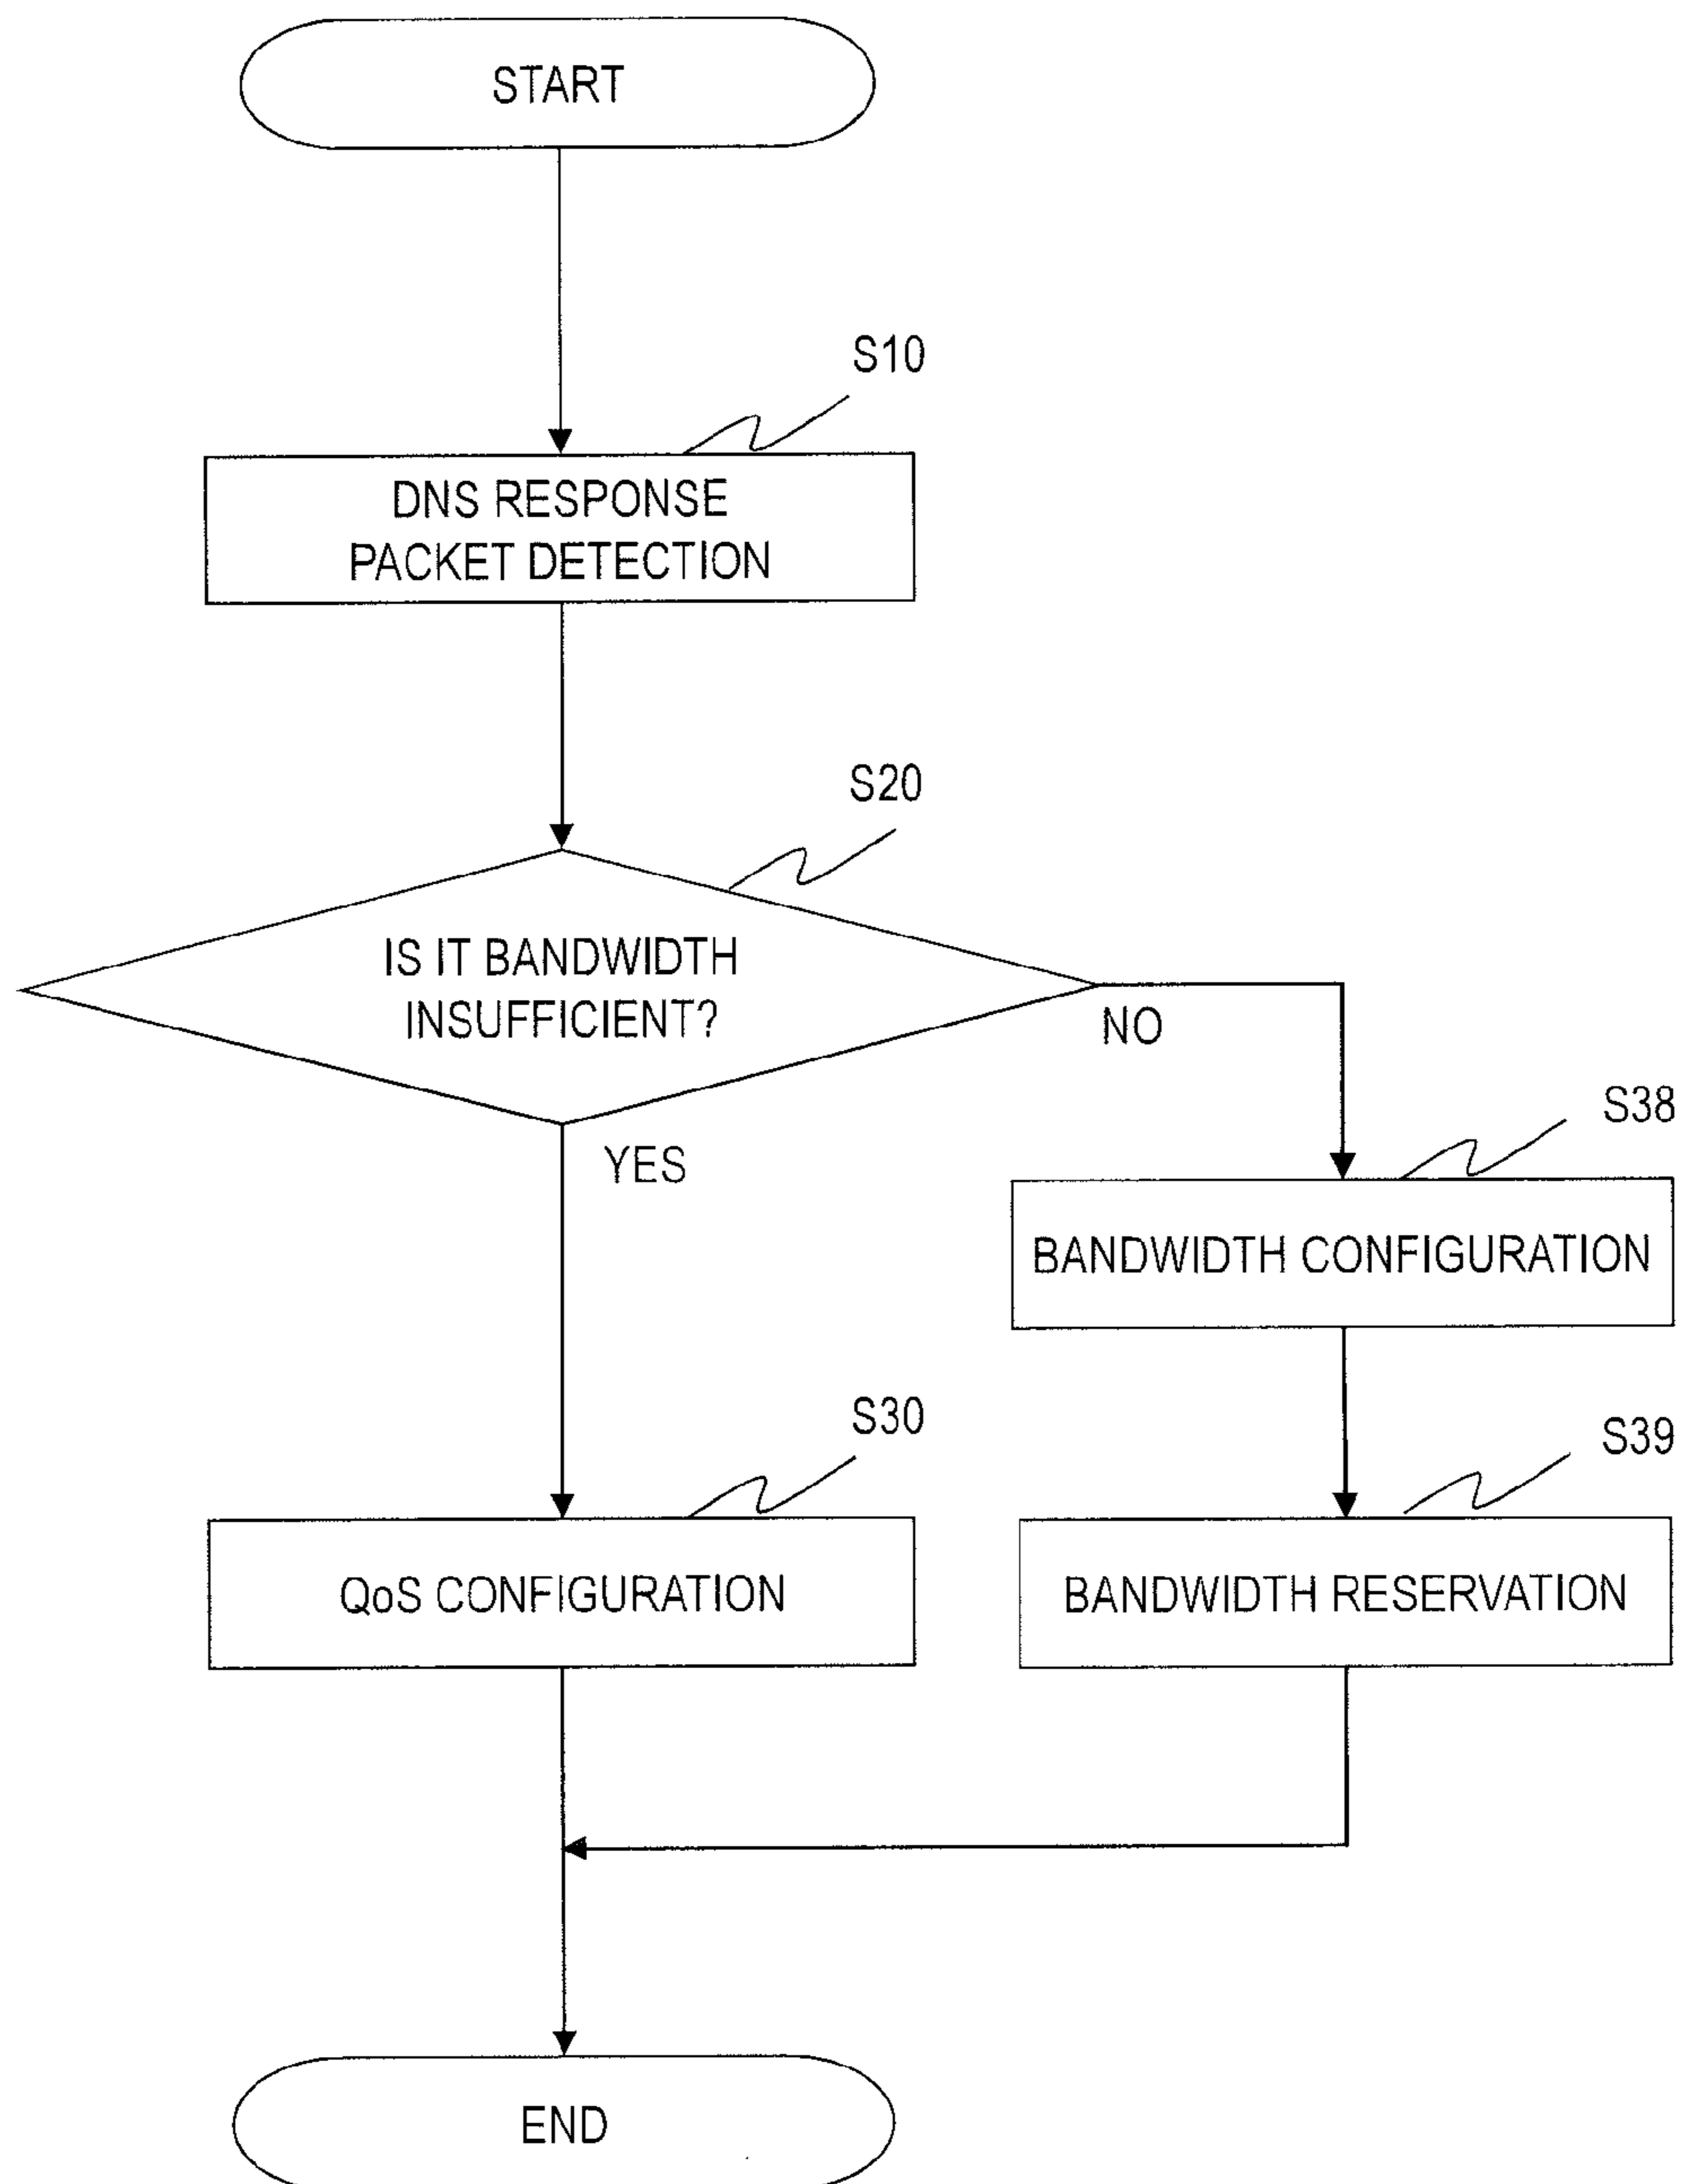 START
S10
DNS RESPONSE
PACKET DETECTION
S20
IS IT BANDWIDTH
INSUFFICIENT?
NO
YES
S38
BANDWIDTH CONFIGURATION
S30
S39
QoS CONFIGURATION
BANDWIDTH RESERVATION
END